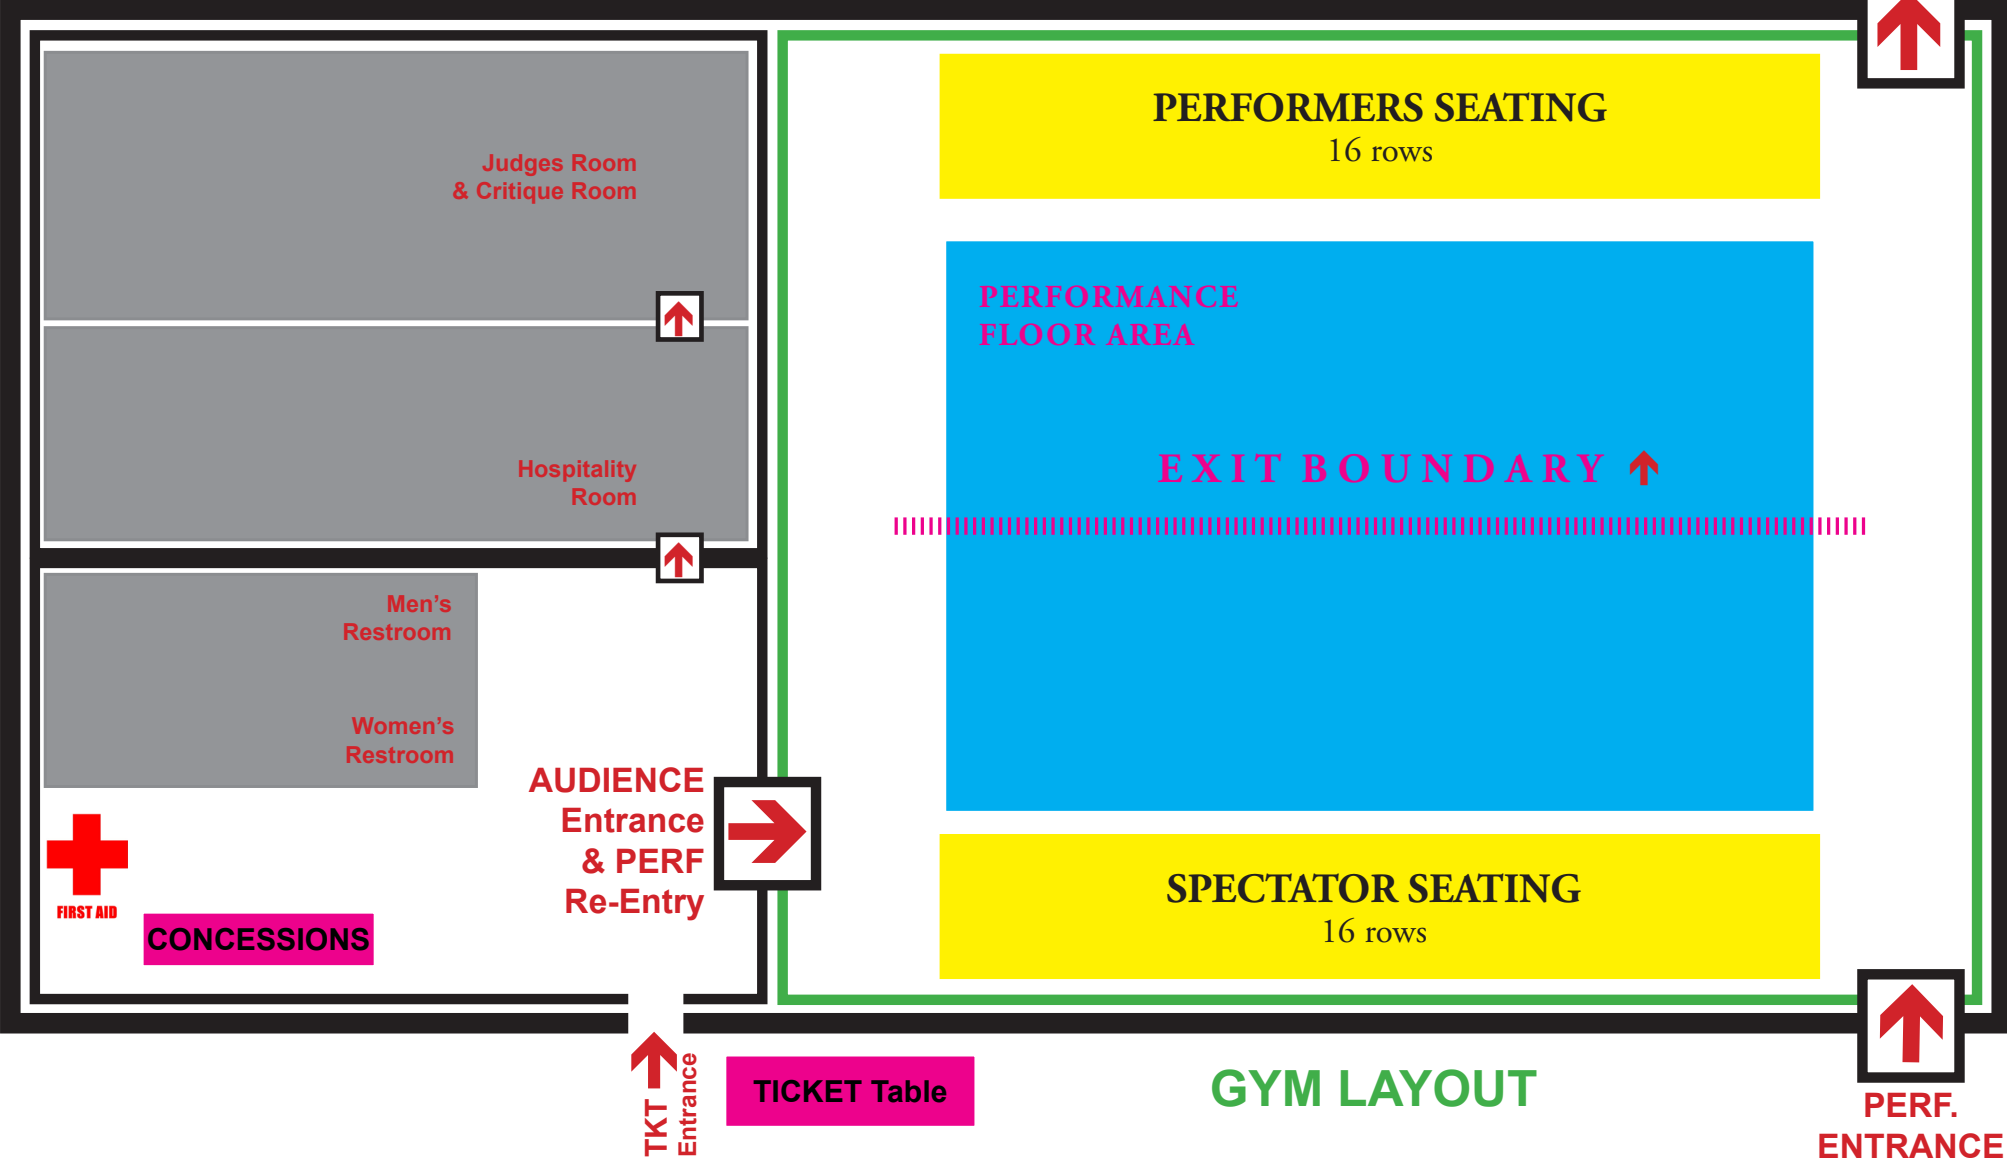 PERFORMERS SEATING
16 rows
Judges Room
& Critique Room
PERFORMANCE
FLOOR AREA
EXIT BOUNDARY
Hospitality
Room
Men's
Restroom
Women's
Restroom
AUDIENCE
Entrance
& PERF
Re-Entry
SPECTATOR SEATING
16 rows
FIRST AID
CONCESSIONS
TKT
Entrance
TICKET Table
GYM LAYOUT
PERF.
ENTRANCE